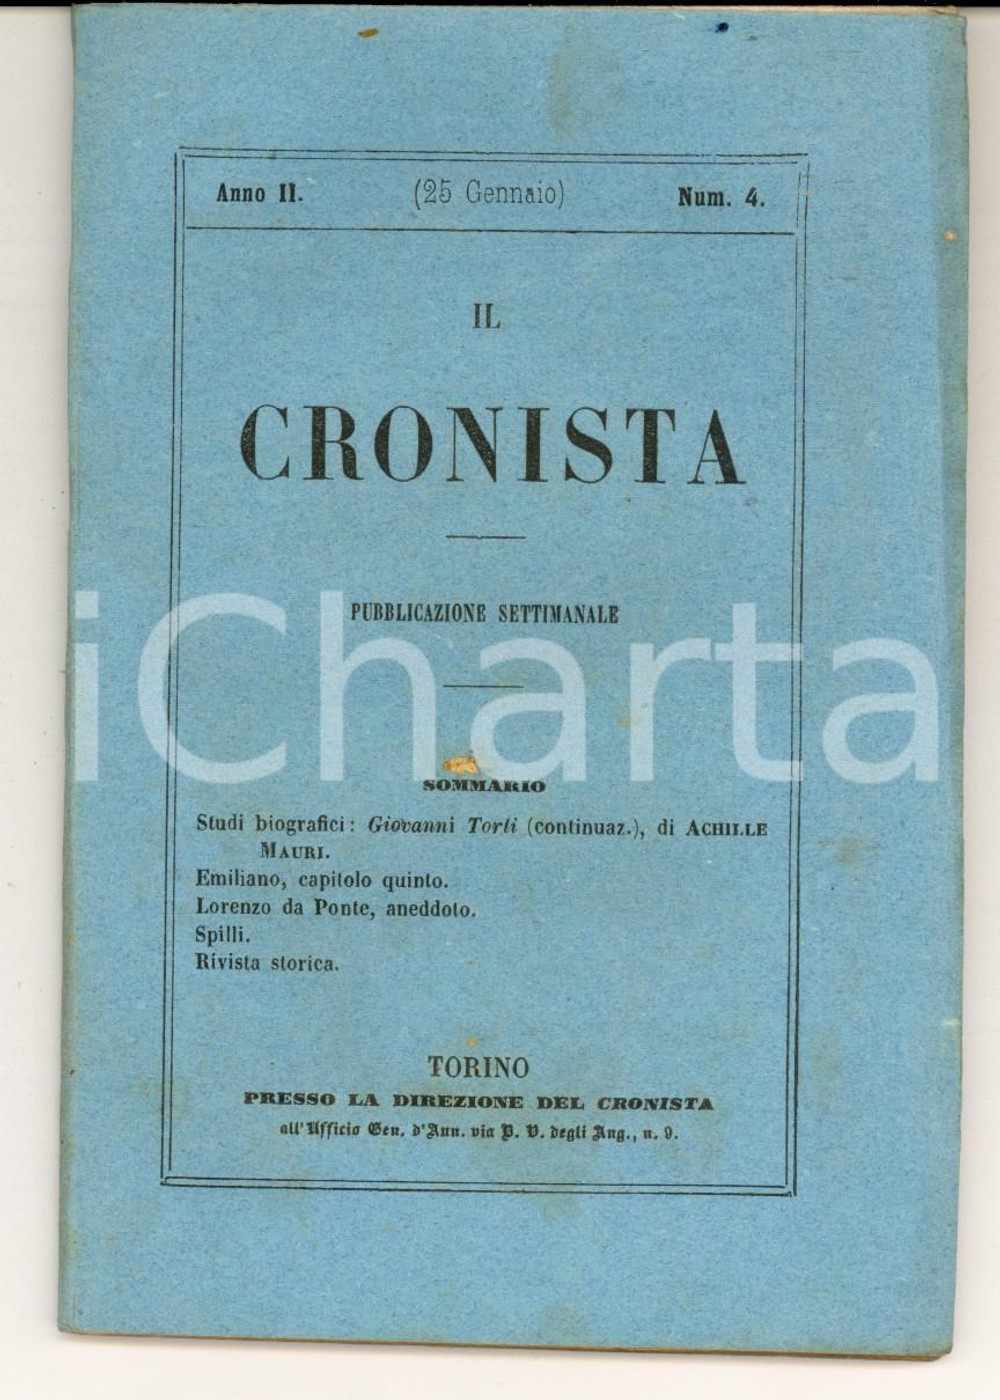 Anno II. (25 Gennaio) Num. 4.
IL
CRONISTA
PUBBLICAZIONE SETTIMANALE
iCharta
SOMMARIO
Studi biografici: Giovanni Torti (continuaz.), di ACHILLE
MAURI.
Emiliano, capitolo quinto.
Lorenzo da Ponte, aneddoto.
Spilli.
Rivista storica.
TORINO
PRESSO LA DIREZIONE DEL CRONISTA
all'Ufficio Gen. d'Ann. via B. V. degli Ang., n. 9.